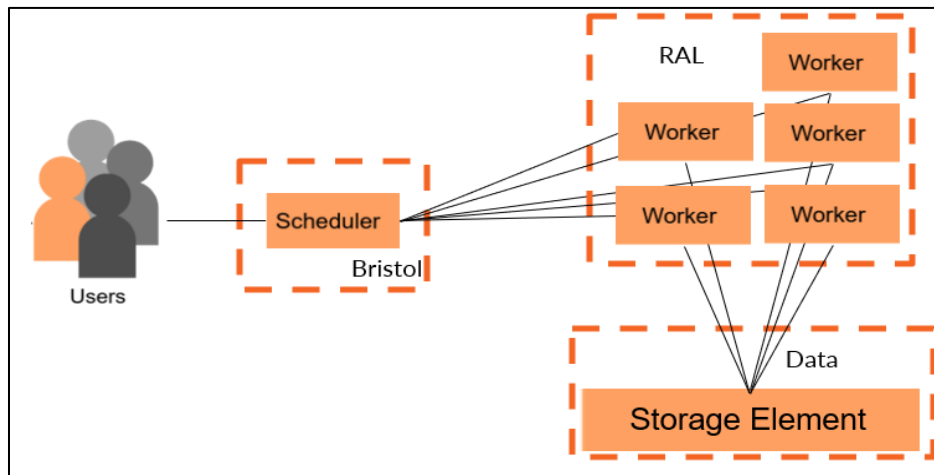 RAL
Worker
Worker
Worker
Worker
Worker
Scheduler
Bristol
Users
Data
Storage Element